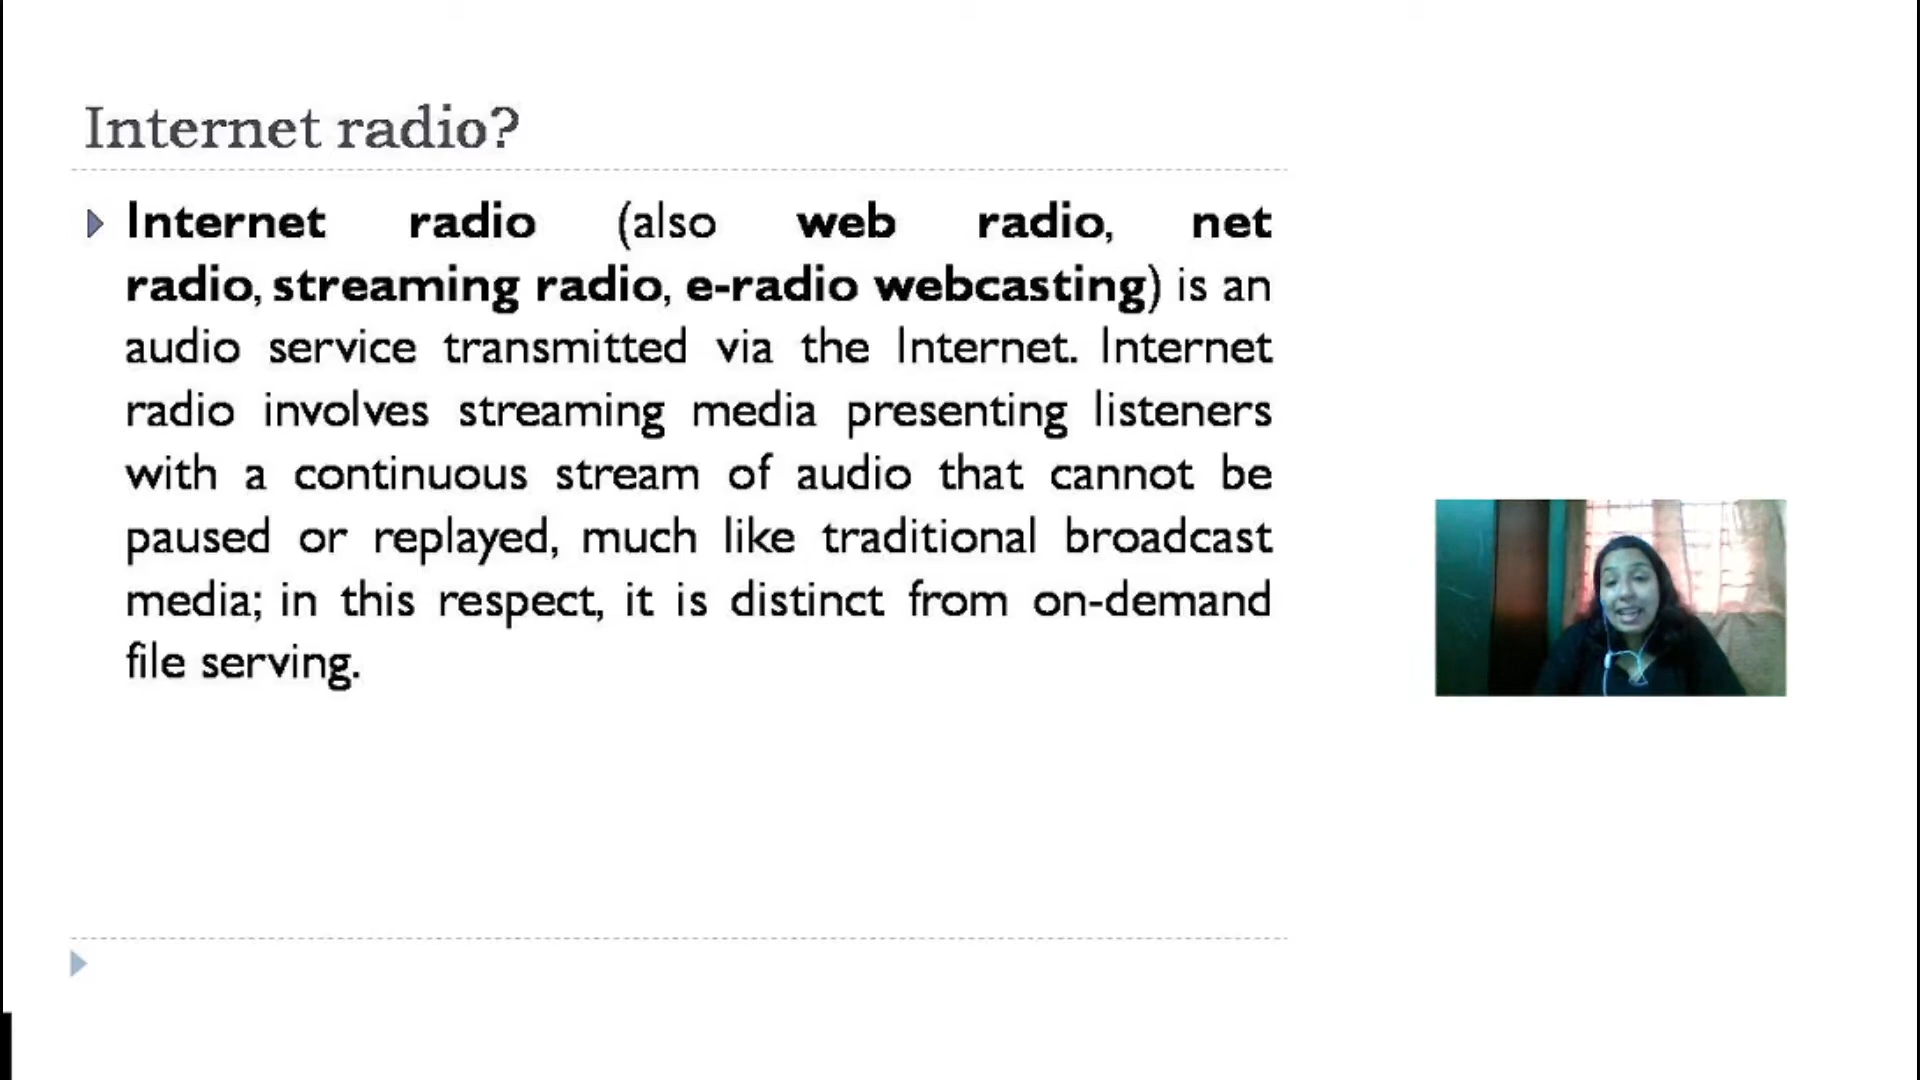 Internet radio?
Internet radio (also web radio, net
radio, streaming radio, e-radio webcasting) is an
audio service transmitted via the Internet. Internet
radio involves streaming media presenting listeners
with a continuous stream of audio that cannot be
paused or replayed, much like traditional broadcast
media; in this respect, it is distinct from on-demand
file serving.